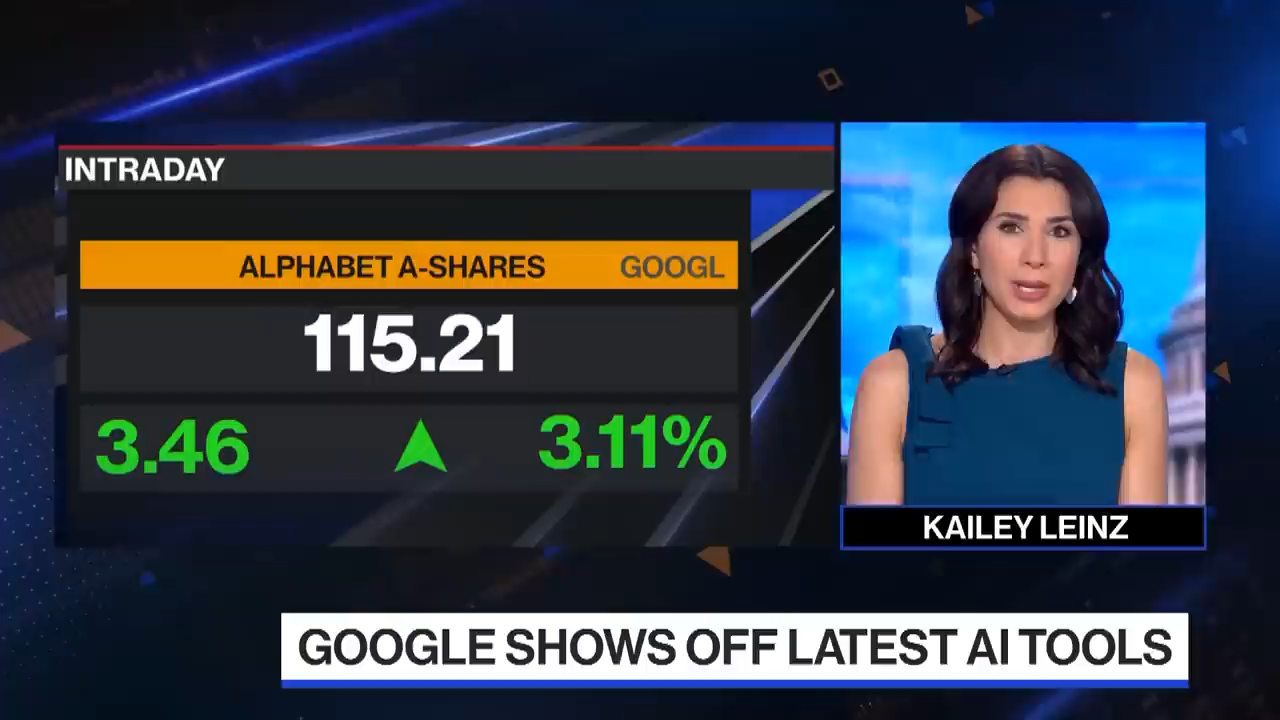 INTRADAY
ALPHABET A-SHARES GOOGL
115.21
3.46 ▲ 3.11%
KAILEY LEINZ
GOOGLE SHOWS OFF LATEST AI TOOLS